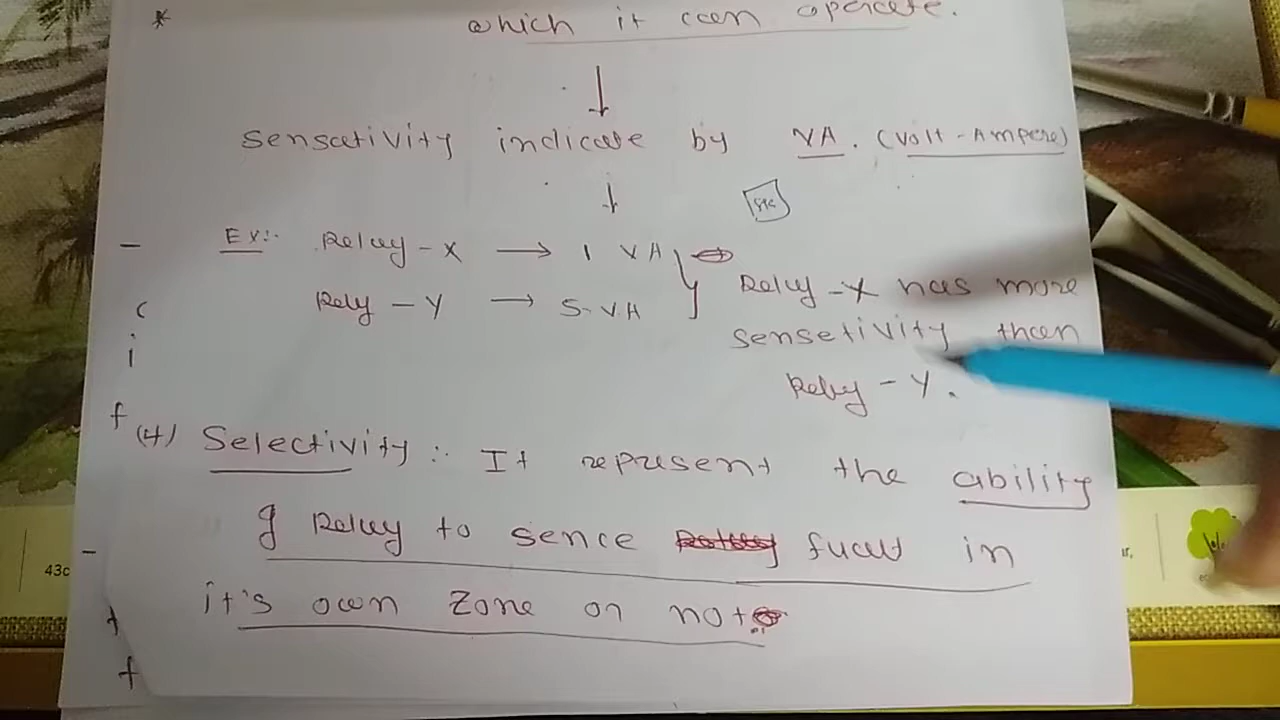 which it can operate.
Sensativity indicate by VA. (Volt-Ampere)
Ex:- Relay - X → 1 VA
Rely - Y → 5 VA
Relay - X has more
sensetivity than
Relay - Y.
(4) Selectivity :- It represent the ability
of Relay to sence fault in
it's own zone or not
43c